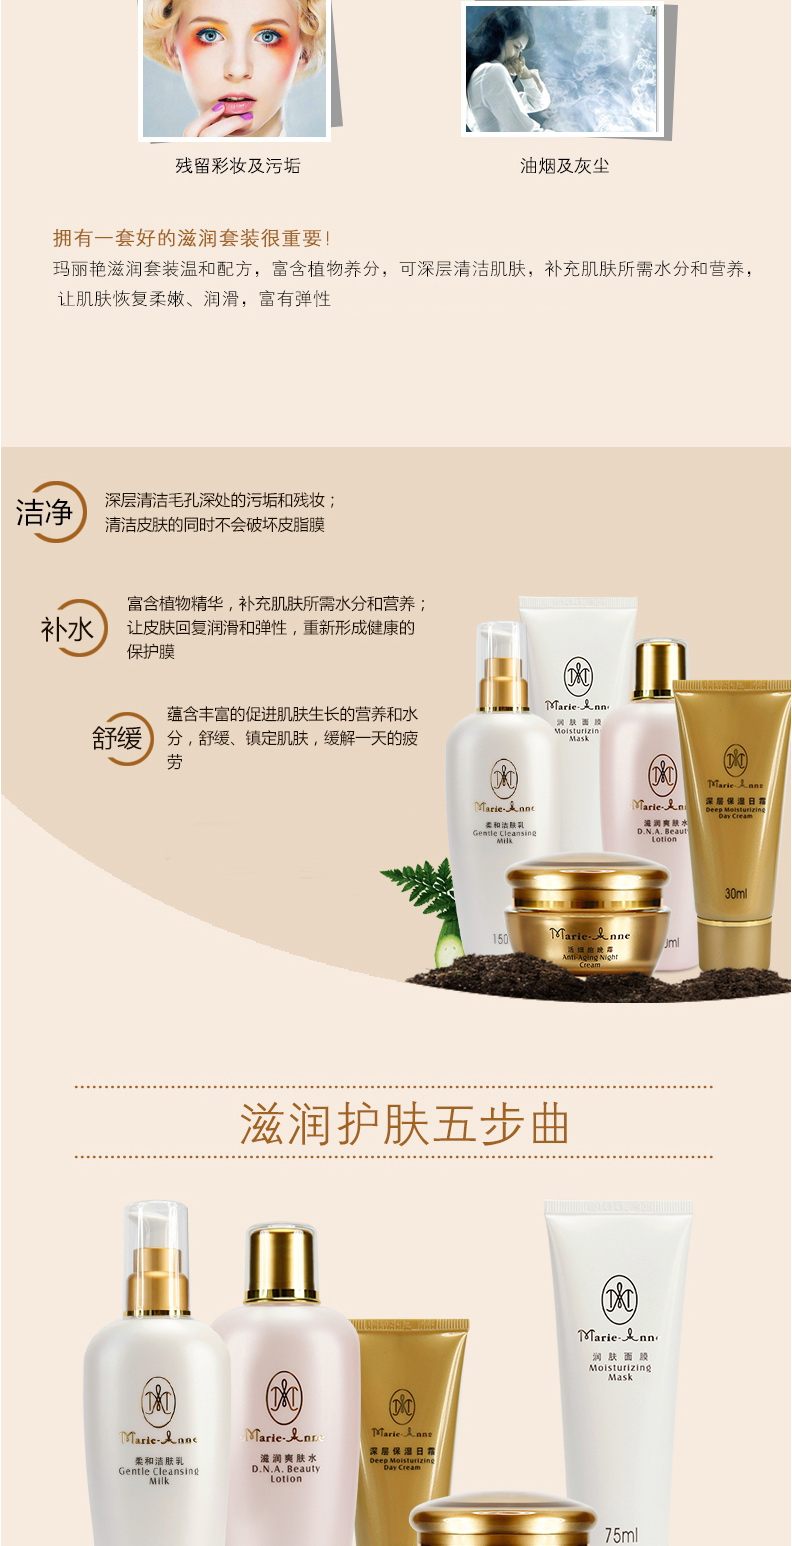 残留彩妆及污垢
油烟及灰尘
拥有一套好的滋润套装很重要!
玛丽艳滋润套装温和配方，富含植物养分，可深层清洁肌肤，补充肌肤所需水分和营养，
让肌肤恢复柔嫩、润滑，富有弹性
洁净
深层清洁毛孔深处的污垢和残妆；
清洁皮肤的同时不会破坏皮脂膜
补水
富含植物精华，补充肌肤所需水分和营养；
让皮肤回复润滑和弹性，重新形成健康的
保护膜
舒缓
蕴含丰富的促进肌肤生长的营养和水
分，舒缓、镇定肌肤，缓解一天的疲
劳
Marie-Anne
润肤面膜
Moisturizing
Mask
Marie-Anne
柔和洁肤乳
Gentle Cleansing
Milk
150
Marie-An
滋润爽肤水
D.N.A. Beauty
Lotion
0ml
Marie-Anne
深层保湿日霜
Deep Moisturizing
Day Cream
30ml
Marie-Anne
活细胞晚霜
Anti-Aging Night
Cream
滋润护肤五步曲
Marie-Anne
柔和洁肤乳
Gentle Cleansing
Milk
Marie-Anne
滋润爽肤水
D.N.A. Beauty
Lotion
Marie-Anne
深层保湿日霜
Deep Moisturizing
Day Cream
Marie-Anne
润肤面膜
Moisturizing
Mask
75ml